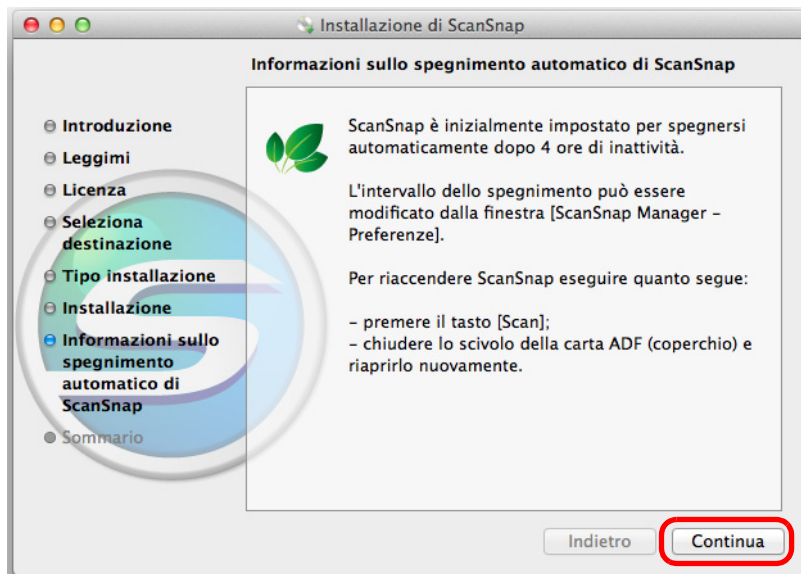 Installazione di ScanSnap
Informazioni sullo spegnimento automatico di ScanSnap
Introduzione
Leggimi
Licenza
Seleziona
destinazione
Tipo installazione
Installazione
Informazioni sullo
spegnimento
automatico di
ScanSnap
Sommario
ScanSnap è inizialmente impostato per spegnersi
automaticamente dopo 4 ore di inattività.
L'intervallo dello spegnimento può essere
modificato dalla finestra [ScanSnap Manager –
Preferenze].
Per riaccendere ScanSnap eseguire quanto segue:
– premere il tasto [Scan];
– chiudere lo scivolo della carta ADF (coperchio) e
riaprirlo nuovamente.
Indietro
Continua